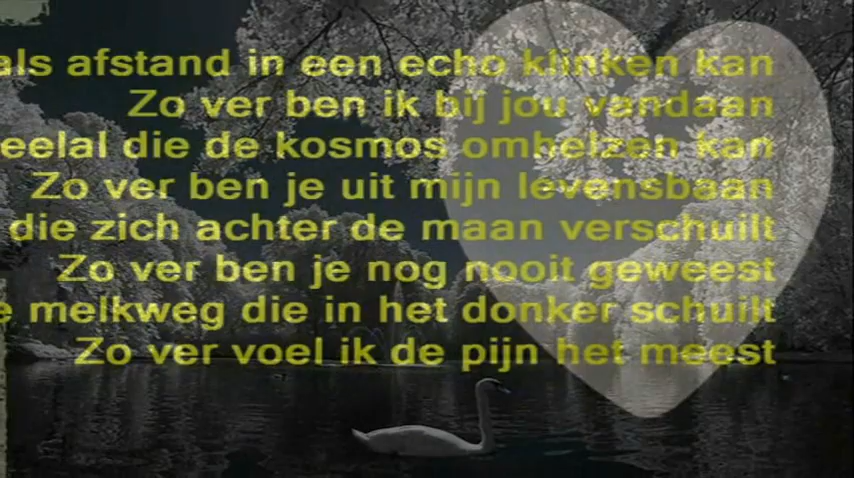 als afstand in een echo klinken kan
Zo ver ben ik bij jou vandaan
eelal die de kosmos omhelzen kan
Zo ver ben je uit mijn levensbaan
die zich achter de maan verschuilt
Zo ver ben je nog nooit geweest
e melkweg die in het donker schuilt
Zo ver voel ik de pijn het meest